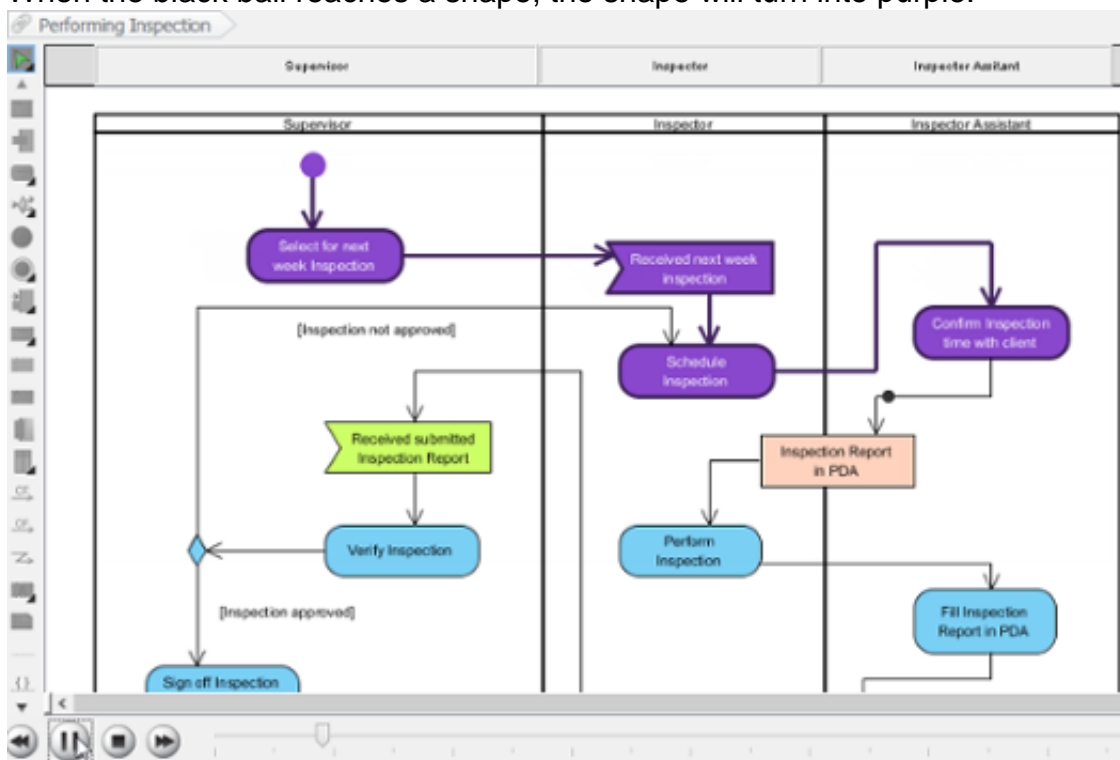 When the black ball reaches a shape, the shape will turn into purple.
Performing Inspection
Supervisor Inspector Inspector Assitant
Supervisor Inspector Inspector Assistant
Select for next
week Inspection
Received next week
inspection
Confirm Inspection
time with client
[Inspection not approved]
Schedule
Inspection
Received submitted
Inspection Report
Inspection Report
in PDA
Verify Inspection
Perform
Inspection
[Inspection approved]
Fill Inspection
Report in PDA
Sign off Inspection